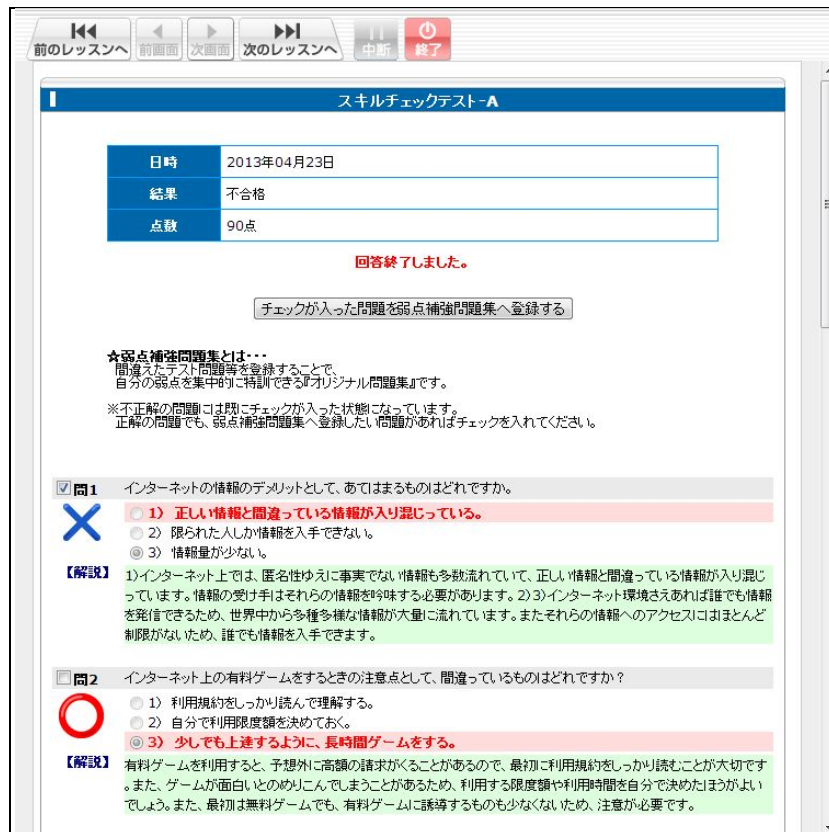 前のレッスンへ 前画面 次画面 次のレッスンへ 中断 終了
スキルチェックテスト-A
日時 2013年04月23日
結果 不合格
点数 90点
回答終了しました。
チェックが入った問題を弱点補強問題集へ登録する
☆弱点補強問題集とは・・・
間違えたテスト問題等を登録することで、
自分の弱点を集中的に特訓できる『オリジナル問題集』です。
※不正解の問題には既にチェックが入った状態になっています。
正解の問題でも、弱点補強問題集へ登録したい問題があればチェックを入れてください。
問1 インターネットの情報のデメリットとして、あてはまるものはどれですか。
1) 正しい情報と間違っている情報が入り混じっている。
2) 限られた人しか情報を入手できない。
3) 情報量が少ない。
【解説】 1)インターネット上では、匿名性ゆえに事実でない情報も多数流れていて、正しい情報と間違っている情報が入り混じ
っています。情報の受け手はそれらの情報を吟味する必要があります。2)3)インターネット環境さえあれば誰でも情報
を発信できるため、世界中から多種多様な情報が大量に流れています。またそれらの情報へのアクセスにはほとんど
制限がないため、誰でも情報を入手できます。
問2 インターネット上の有料ゲームをするときの注意点として、間違っているものはどれですか？
1) 利用規約をしっかり読んで理解する。
2) 自分で利用限度額を決めておく。
3) 少しでも上達するように、長時間ゲームをする。
【解説】 有料ゲームを利用すると、予想外に高額の請求がくることがあるので、最初に利用規約をしっかり読むことが大切です
。また、ゲームが面白いとのめりこんでしまうことがあるため、利用する限度額や利用時間を自分で決めたほうがよい
でしょう。また、最初は無料ゲームでも、有料ゲームに誘導するものも少なくないため、注意が必要です。